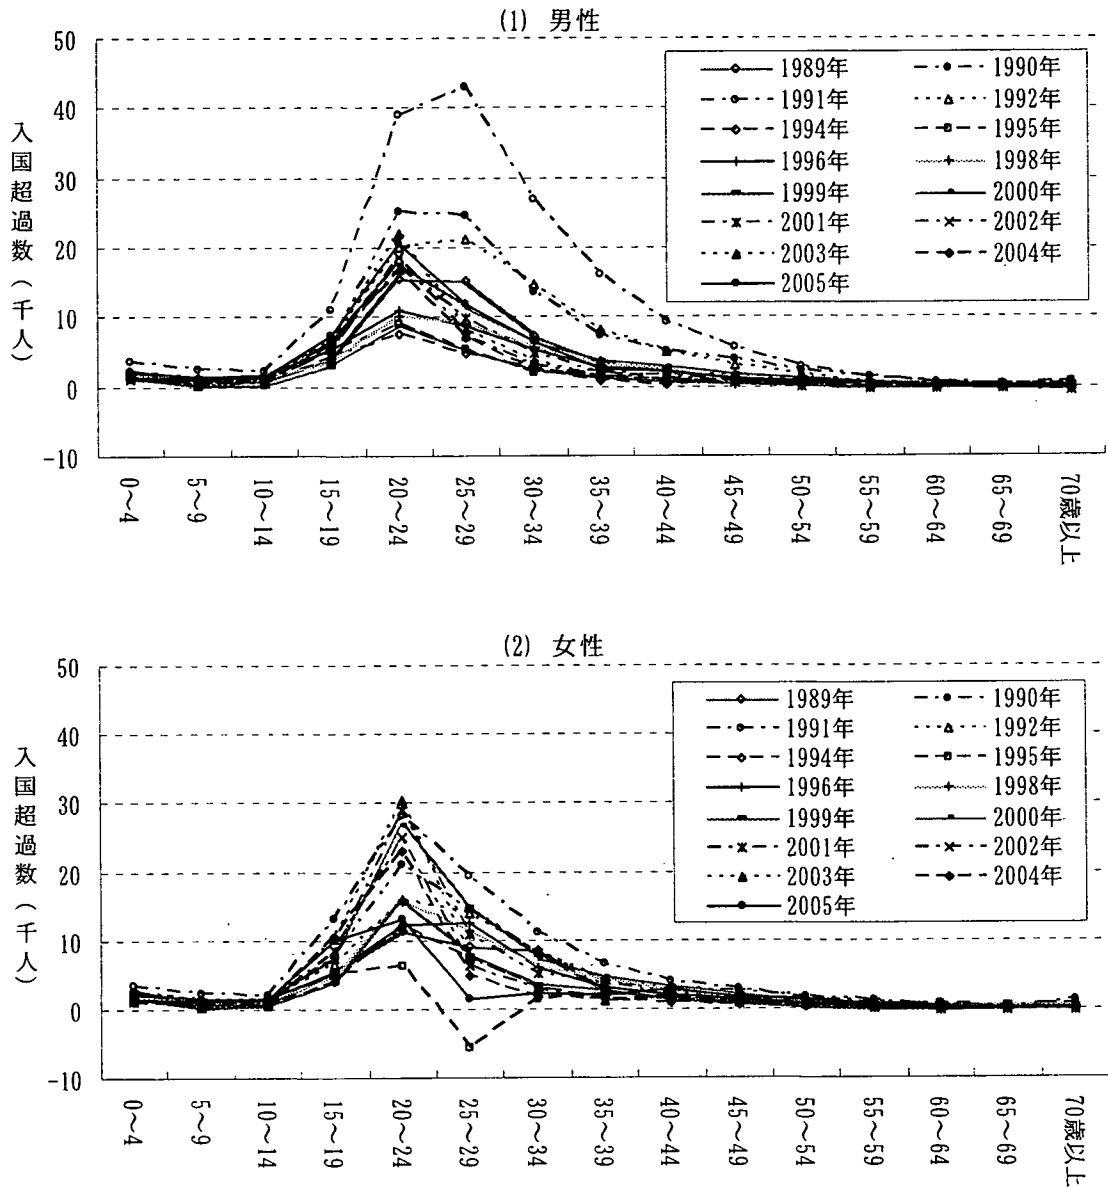 (1) 男性
50
40
30
20
10
0
-10
入国超過数(千人)
1989年 1990年
1991年 1992年
1994年 1995年
1996年 1998年
1999年 2000年
2001年 2002年
2003年 2004年
2005年
0～4 5～9 10～14 15～19 20～24 25～29 30～34 35～39 40～44 45～49 50～54 55～59 60～64 65～69 70歳以上
(2) 女性
50
40
30
20
10
0
-10
入国超過数(千人)
1989年 1990年
1991年 1992年
1994年 1995年
1996年 1998年
1999年 2000年
2001年 2002年
2003年 2004年
2005年
0～4 5～9 10～14 15～19 20～24 25～29 30～34 35～39 40～44 45～49 50～54 55～59 60～64 65～69 70歳以上